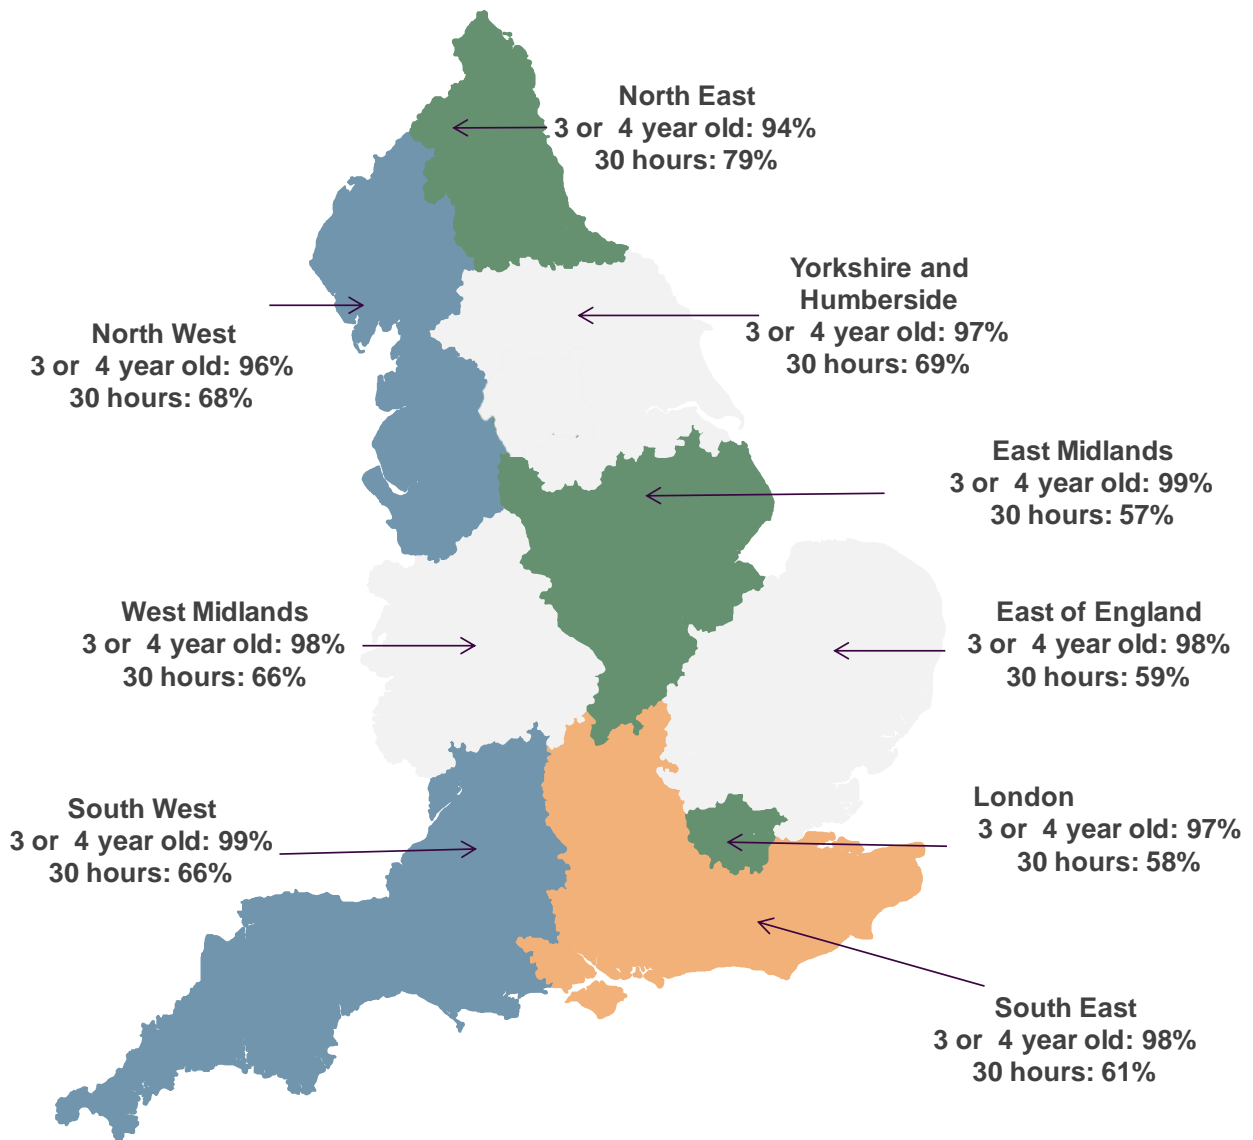 North East
3 or 4 year old: 94%
30 hours: 79%
Yorkshire and
Humberside
3 or 4 year old: 97%
30 hours: 69%
North West
3 or 4 year old: 96%
30 hours: 68%
East Midlands
3 or 4 year old: 99%
30 hours: 57%
West Midlands
3 or 4 year old: 98%
30 hours: 66%
East of England
3 or 4 year old: 98%
30 hours: 59%
South West
3 or 4 year old: 99%
30 hours: 66%
London
3 or 4 year old: 97%
30 hours: 58%
South East
3 or 4 year old: 98%
30 hours: 61%